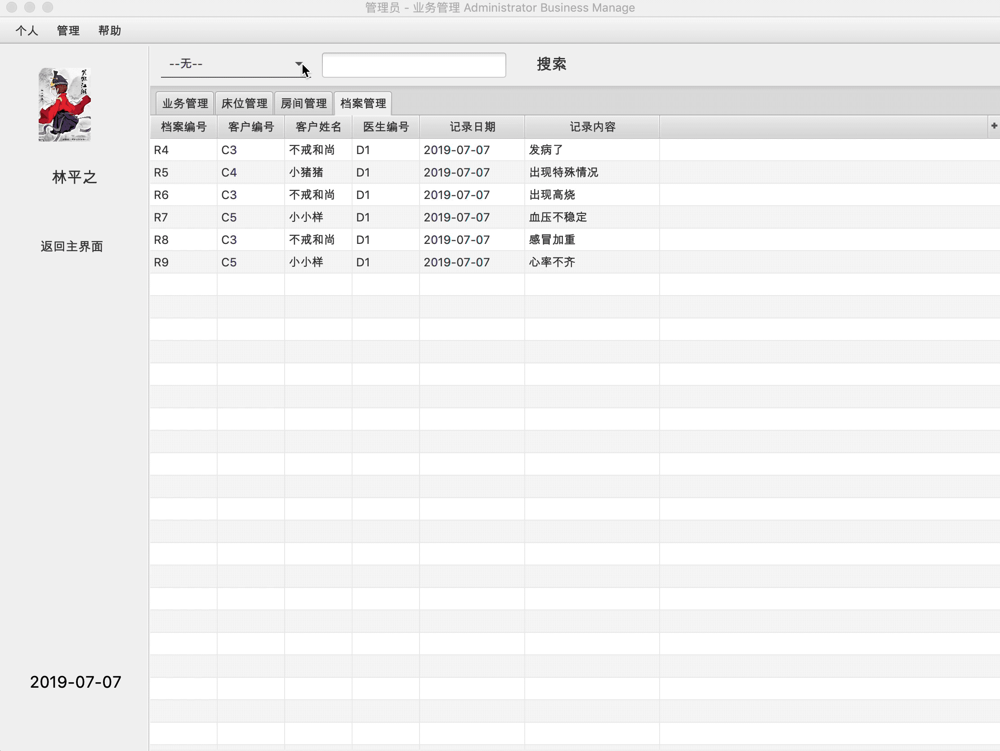 管理员 - 业务管理 Administrator Business Manage
个人 管理 帮助
--无-- 搜索
笑傲江湖
林平之
返回主界面
2019-07-07
业务管理 床位管理 房间管理 档案管理
档案编号 客户编号 客户姓名 医生编号 记录日期 记录内容 +
R4 C3 不戒和尚 D1 2019-07-07 发病了
R5 C4 小猪猪 D1 2019-07-07 出现特殊情况
R6 C3 不戒和尚 D1 2019-07-07 出现高烧
R7 C5 小小样 D1 2019-07-07 血压不稳定
R8 C3 不戒和尚 D1 2019-07-07 感冒加重
R9 C5 小小样 D1 2019-07-07 心率不齐